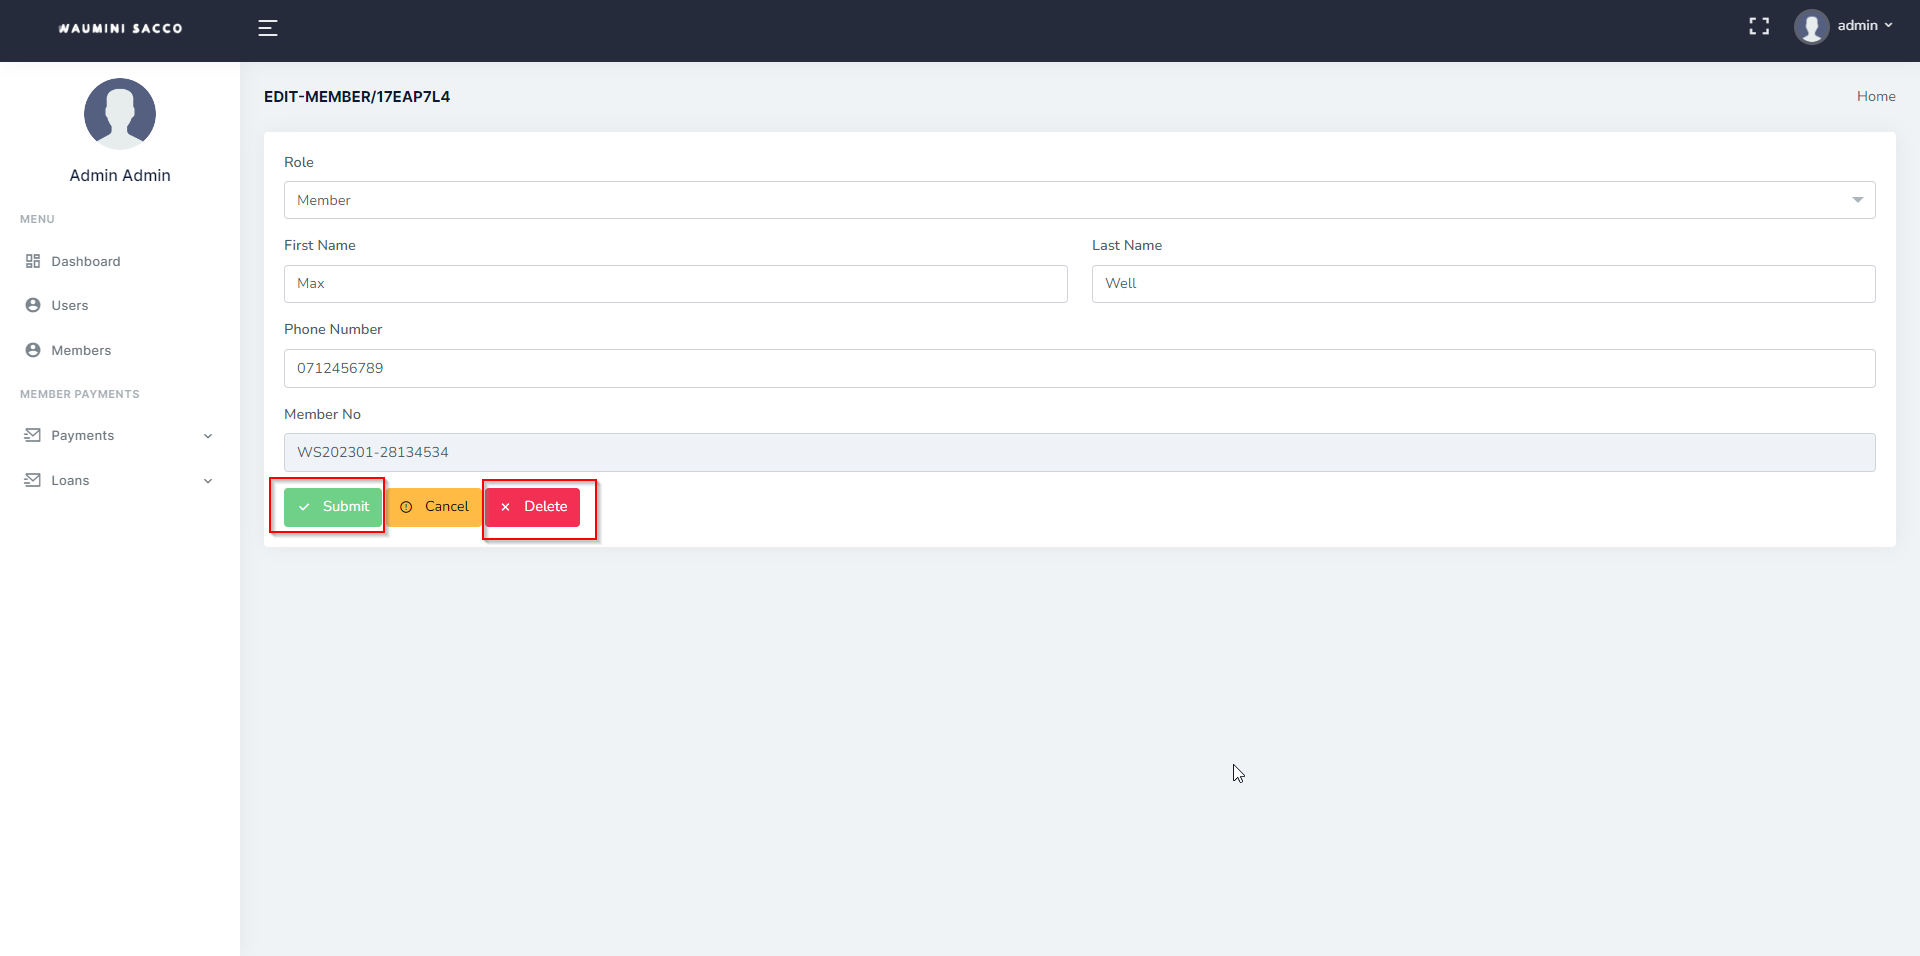 WAUMINI SACCO
admin
Admin Admin
MENU
Dashboard
Users
Members
MEMBER PAYMENTS
Payments
Loans
EDIT-MEMBER/17EAP7L4
Home
Role
Member
First Name
Last Name
Max
Well
Phone Number
0712456789
Member No
WS202301-28134534
Submit
Cancel
Delete